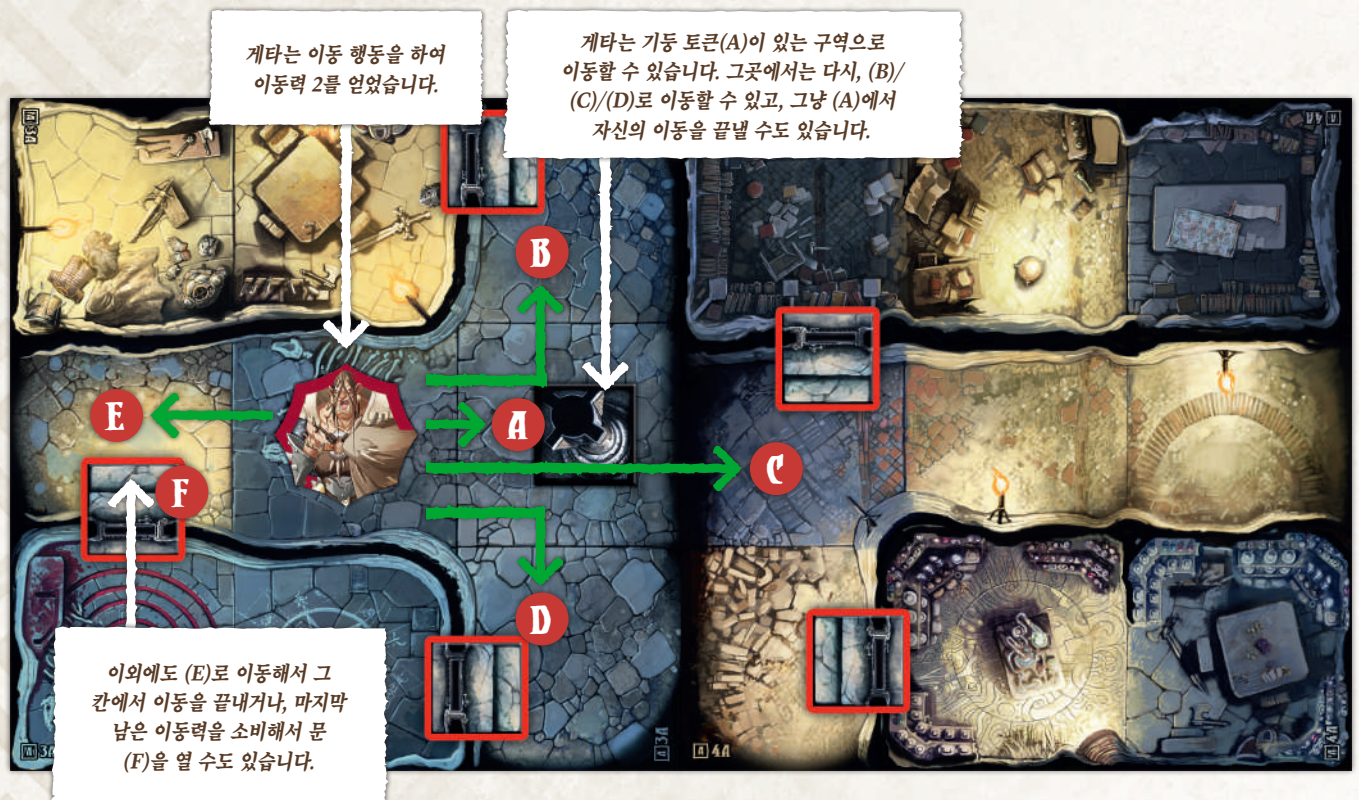 게타는 이동 행동을 하여
이동력 2를 얻었습니다.
게타는 기둥 토큰(A)이 있는 구역으로
이동할 수 있습니다. 그곳에서는 다시, (B)/
(C)/(D)로 이동할 수 있고, 그냥 (A)에서
자신의 이동을 끝낼 수도 있습니다.
3A
4A
B
E
A
C
F
D
이외에도 (E)로 이동해서 그
칸에서 이동을 끝내거나, 마지막
남은 이동력을 소비해서 문
(F)을 열 수도 있습니다.
3A
3A
4A
4A